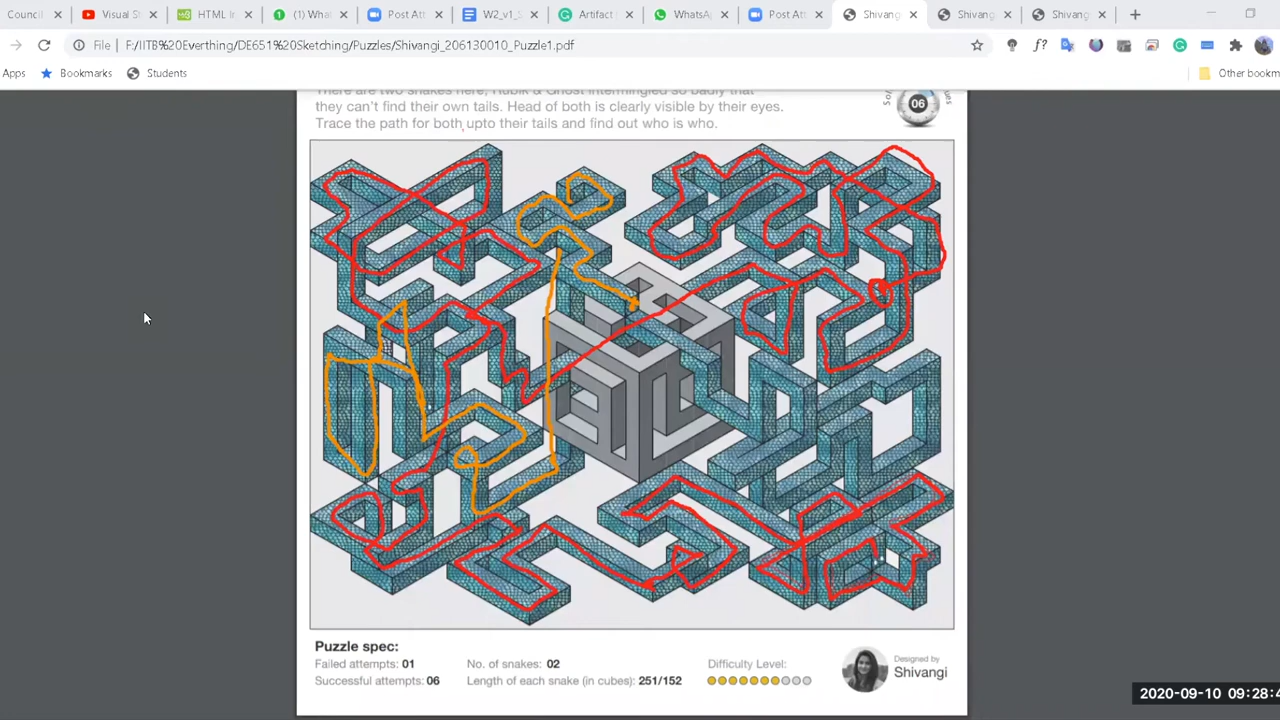 Council
Visual St
HTML In
(1) What
Post Att
W2_v1_S
Artifact
WhatsAp
Post Att
Shivang
Shivang
Shivang
File
F:/IITB%20Everthing/DE651%20Sketching/Puzzles/Shivangi_206130010_Puzzle1.pdf
Apps
Bookmarks
Students
Other bookm
There are two snakes here, Rubik & Ghost intermingled so badly that
they can't find their own tails. Head of both is clearly visible by their eyes.
Trace the path for both upto their tails and find out who is who.
06
Puzzle spec:
Failed attempts: 01
Successful attempts: 06
No. of snakes: 02
Length of each snake (in cubes): 251/152
Difficulty Level:
Designed by
Shivangi
2020-09-10 09:28:4